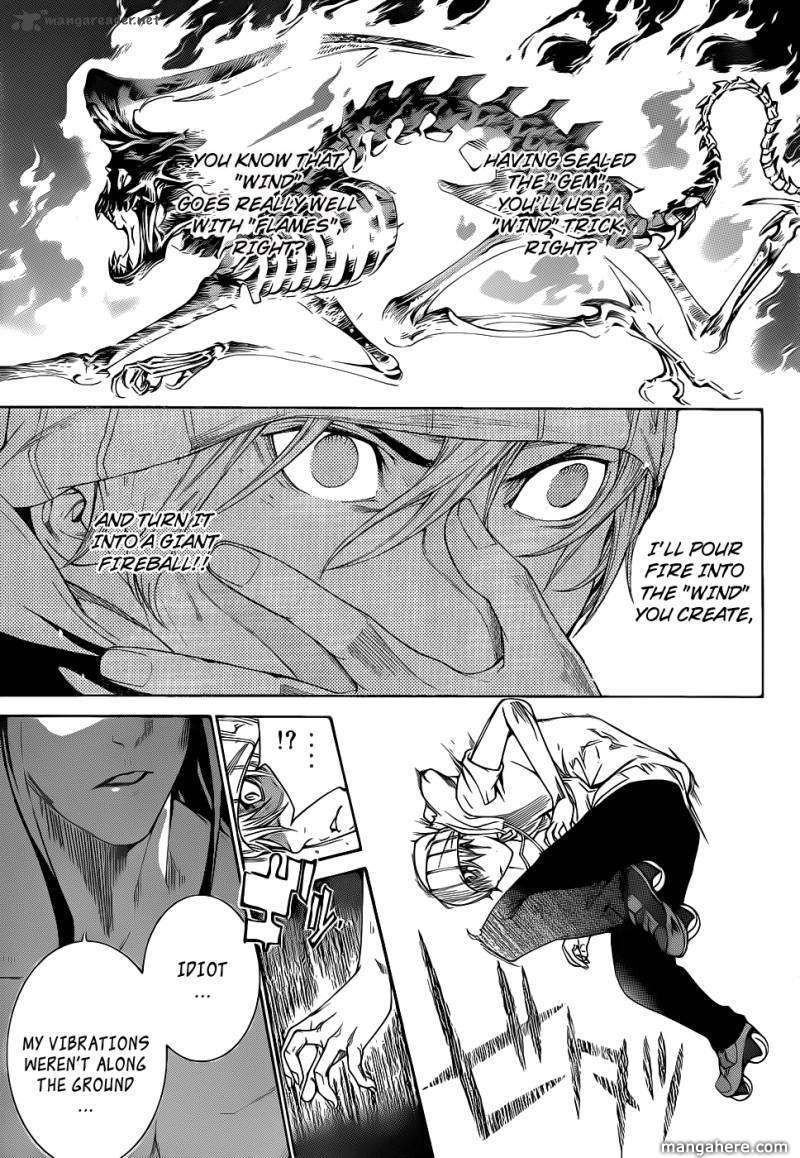 mangareader.net
HAVING SEALED
THE "GEM",
YOU'LL USE A
"WIND" TRICK,
RIGHT?
YOU KNOW THAT
"WIND"
GOES REALLY WELL
WITH "FLAMES",
RIGHT?
I'LL POUR
FIRE INTO
THE "WIND"
YOU CREATE,
AND TURN IT
INTO A GIANT
FIREBALL!!
!?
...
IDIOT
...
MY VIBRATIONS
WEREN'T ALONG
THE GROUND
...
mangahere.com